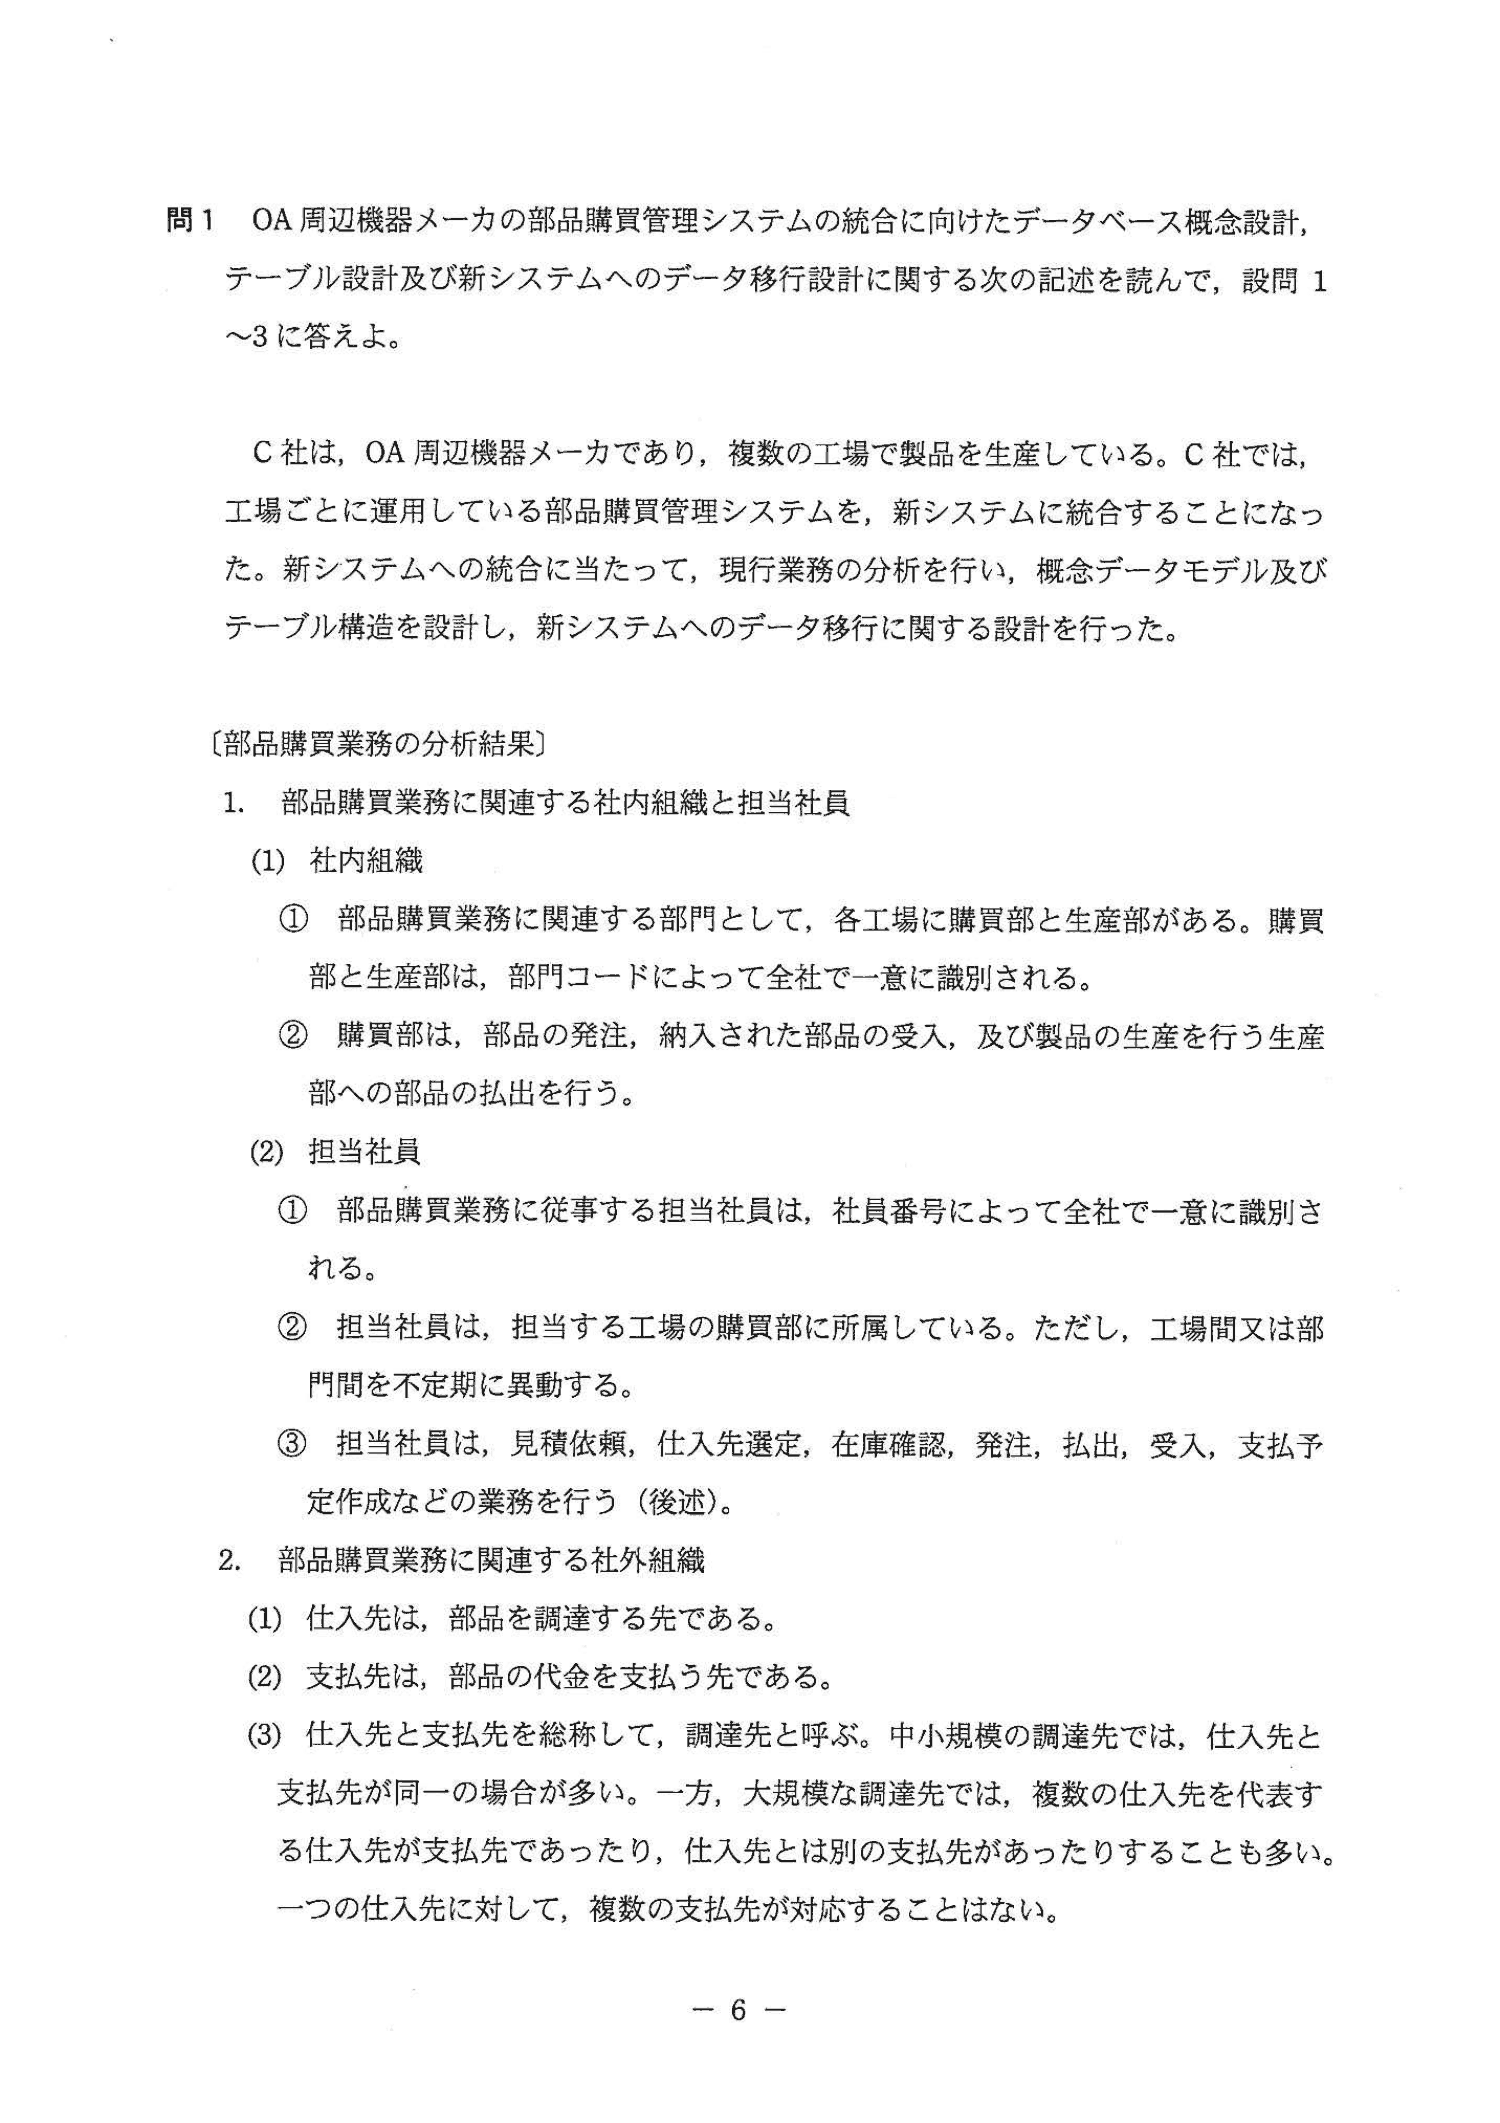 問1 OA 周辺機器メーカの部品購買管理システムの統合に向けたデータベース概念設計，
テーブル設計及び新システムへのデータ移行設計に関する次の記述を読んで，設問 1
～3 に答えよ。
C 社は，OA 周辺機器メーカであり，複数の工場で製品を生産している。C 社では，
工場ごとに運用している部品購買管理システムを，新システムに統合することになっ
た。新システムへの統合に当たって，現行業務の分析を行い，概念データモデル及び
テーブル構造を設計し，新システムへのデータ移行に関する設計を行った。
〔部品購買業務の分析結果〕
1. 部品購買業務に関連する社内組織と担当社員
(1) 社内組織
① 部品購買業務に関連する部門として，各工場に購買部と生産部がある。購買
部と生産部は，部門コードによって全社で一意に識別される。
② 購買部は，部品の発注，納入された部品の受入，及び製品の生産を行う生産
部への部品の払出を行う。
(2) 担当社員
① 部品購買業務に従事する担当社員は，社員番号によって全社で一意に識別さ
れる。
② 担当社員は，担当する工場の購買部に所属している。ただし，工場間又は部
門間を不定期に異動する。
③ 担当社員は，見積依頼，仕入先選定，在庫確認，発注，払出，受入，支払予
定作成などの業務を行う（後述）。
2. 部品購買業務に関連する社外組織
(1) 仕入先は，部品を調達する先である。
(2) 支払先は，部品の代金を支払う先である。
(3) 仕入先と支払先を総称して，調達先と呼ぶ。中小規模の調達先では，仕入先と
支払先が同一の場合が多い。一方，大規模な調達先では，複数の仕入先を代表す
る仕入先が支払先であったり，仕入先とは別の支払先があったりすることも多い。
一つの仕入先に対して，複数の支払先が対応することはない。
－ 6 －